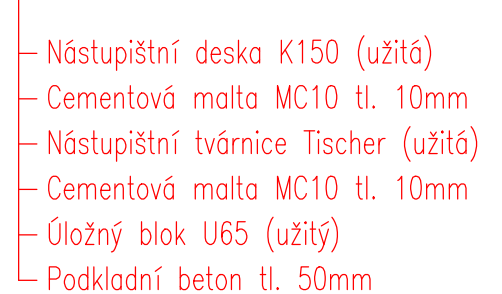 Nástupištní deska K150 (užitá)
Cementová malta MC10 tl. 10mm
Nástupištní tvárnice Tischer (užitá)
Cementová malta MC10 tl. 10mm
Úložný blok U65 (užitý)
Podkladní beton tl. 50mm